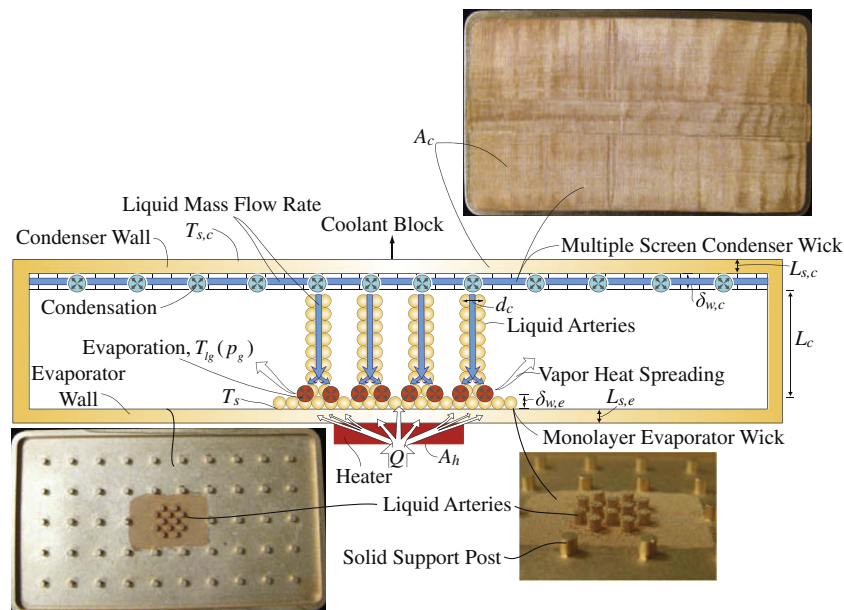 A_c
Liquid Mass Flow Rate
T_{s,c}
Coolant Block
Condenser Wall
Multiple Screen Condenser Wick
L_{s,c}
δ_{w,c}
Condensation
d_c
Liquid Arteries
L_c
Evaporation, T_{lg}(p_g)
Evaporator
Wall
Vapor Heat Spreading
T_s
δ_{w,e}
L_{s,e}
Monolayer Evaporator Wick
Q
A_h
Heater
Liquid Arteries
Solid Support Post